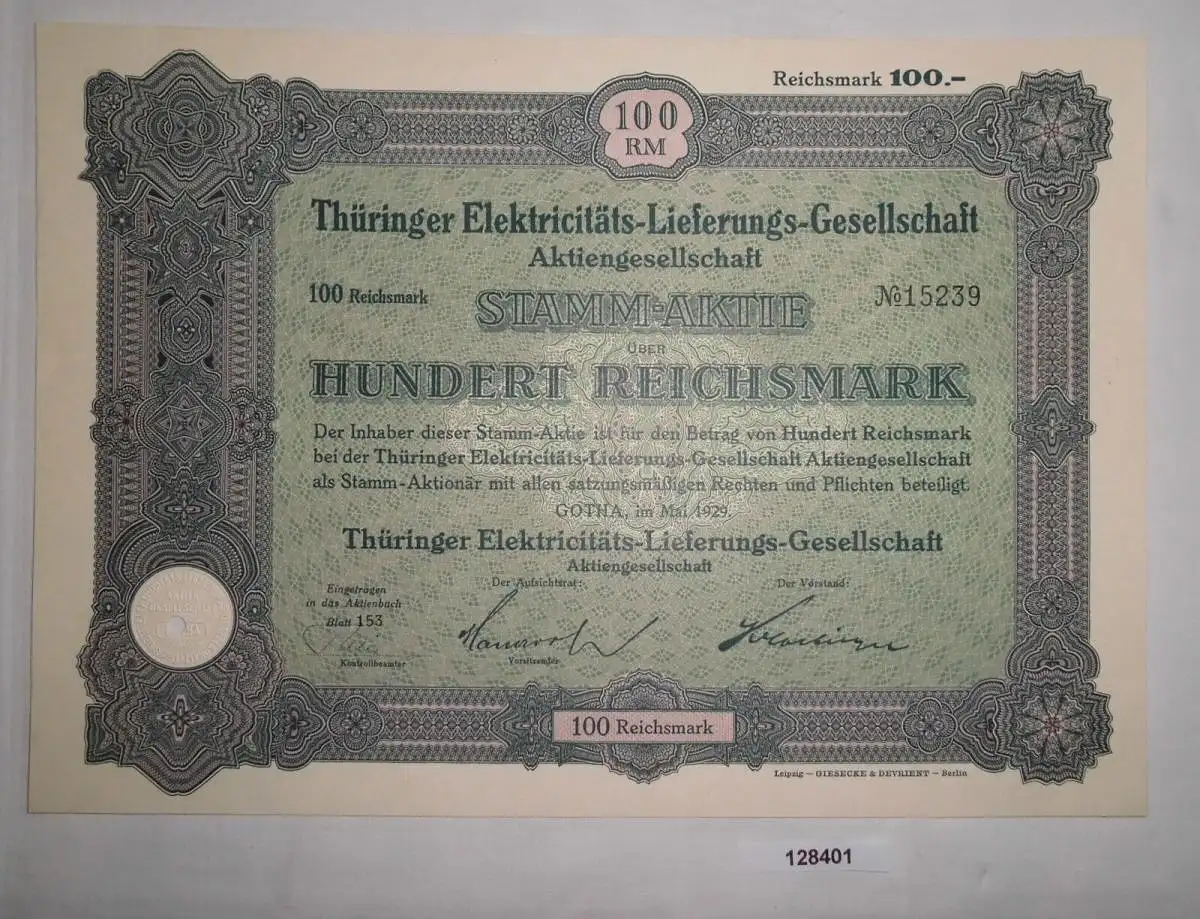 Reichsmark 100.-
100
RM
Thüringer Elektricitäts-Lieferungs-Gesellschaft
Aktiengesellschaft
100 Reichsmark
STAMM-AKTIE
№15239
ÜBER
HUNDERT REICHSMARK
Der Inhaber dieser Stamm-Aktie ist für den Betrag von Hundert Reichsmark
bei der Thüringer Elektricitäts-Lieferungs-Gesellschaft Aktiengesellschaft
als Stamm-Aktionär mit allen satzungsmäßigen Rechten und Pflichten beteiligt.
GOTHA, im Mai 1929.
Thüringer Elektricitäts-Lieferungs-Gesellschaft
Aktiengesellschaft
Der Aufsichtsrat:
Der Vorstand:
Eingetragen
in das Aktienbuch
Blatt 153
Kontrollbeamter
Vorsitzender
100 Reichsmark
Leipzig – GIESECKE & DEVRIENT – Berlin
128401